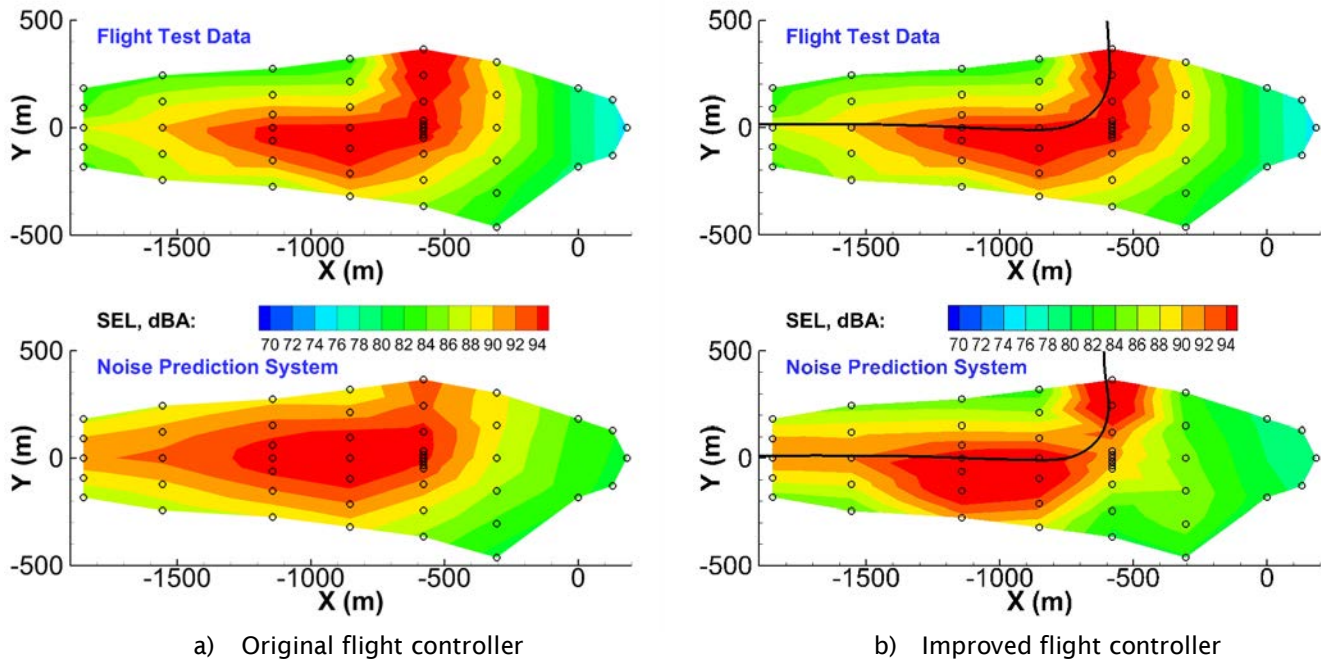 500
Flight Test Data
Y (m)
0
-500
-1500 -1000 -500 0
X (m)
SEL, dBA:
70 72 74 76 78 80 82 84 86 88 90 92 94
500
Noise Prediction System
Y (m)
0
-500
-1500 -1000 -500 0
X (m)
a) Original flight controller
500
Flight Test Data
Y (m)
0
-500
-1500 -1000 -500 0
X (m)
SEL, dBA:
70 72 74 76 78 80 82 84 86 88 90 92 94
500
Noise Prediction System
Y (m)
0
-500
-1500 -1000 -500 0
X (m)
b) Improved flight controller